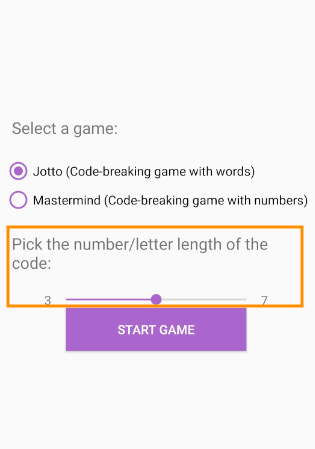 Select a game:
Jotto (Code-breaking game with words)
Mastermind (Code-breaking game with numbers)
Pick the number/letter length of the
code:
3 7
START GAME